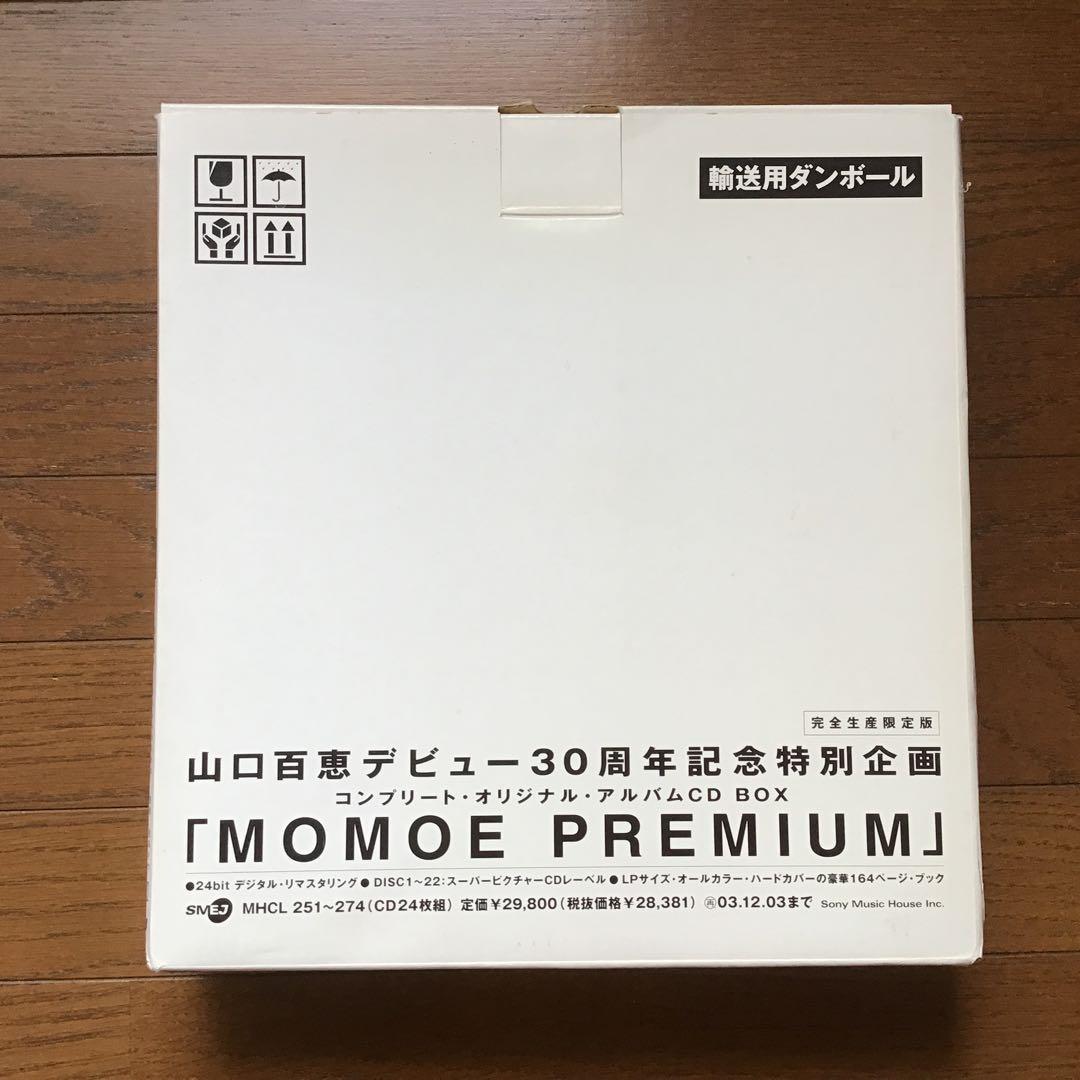 輸送用ダンボール
完全生産限定版
山口百恵デビュー30周年記念特別企画
コンプリート・オリジナル・アルバムCD BOX
「MOMOE PREMIUM」
●24bit デジタル・リマスタリング● DISC1〜22:スーパーピクチャーCDレーベル● LPサイズ・オールカラー・ハードカバーの豪華164ページ・ブック
SMEJ MHCL 251〜274(CD24枚組) 定価¥29,800(税抜価格¥28,381) ㊢03.12.03まで Sony Music House Inc.